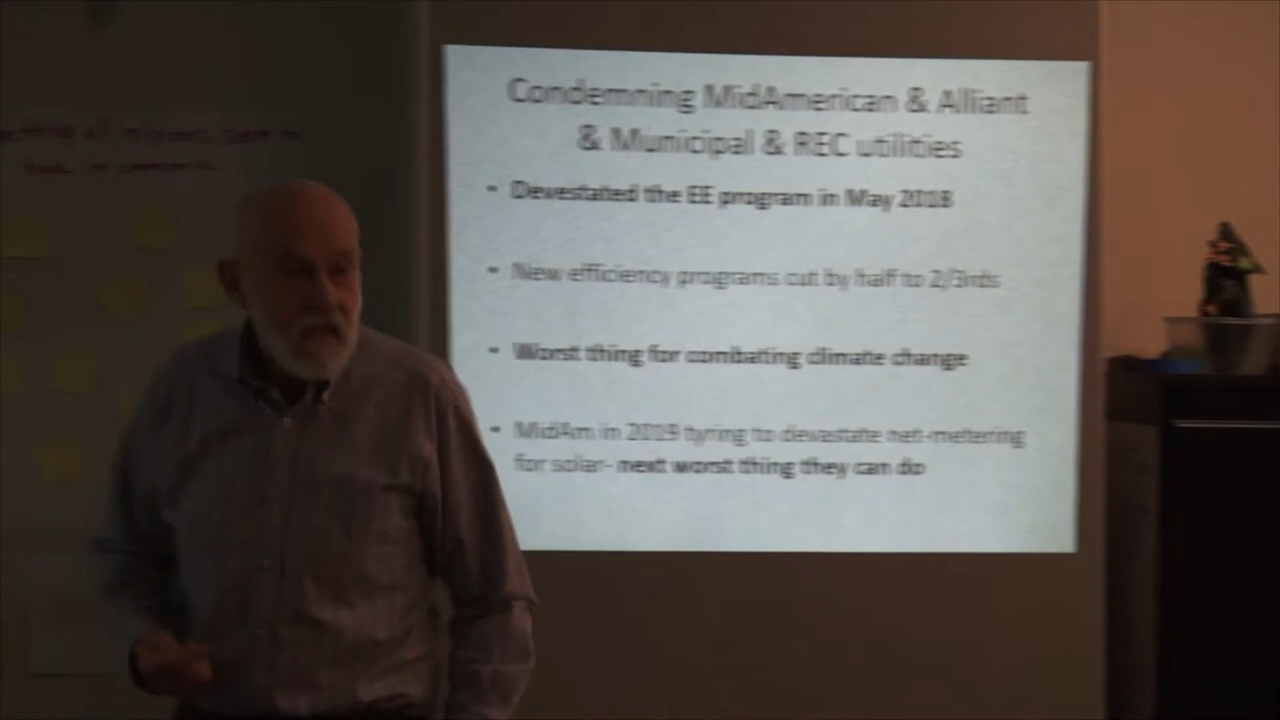 Condemning MidAmerican & Alliant
& Municipal & REC utilities
• Devestated the EE program in May 2018
• New efficiency programs cut by half to 2/3rds
• Worst thing for combating climate change
• MidAm in 2019 tyring to devastate net-metering
for solar- next worst thing they can do